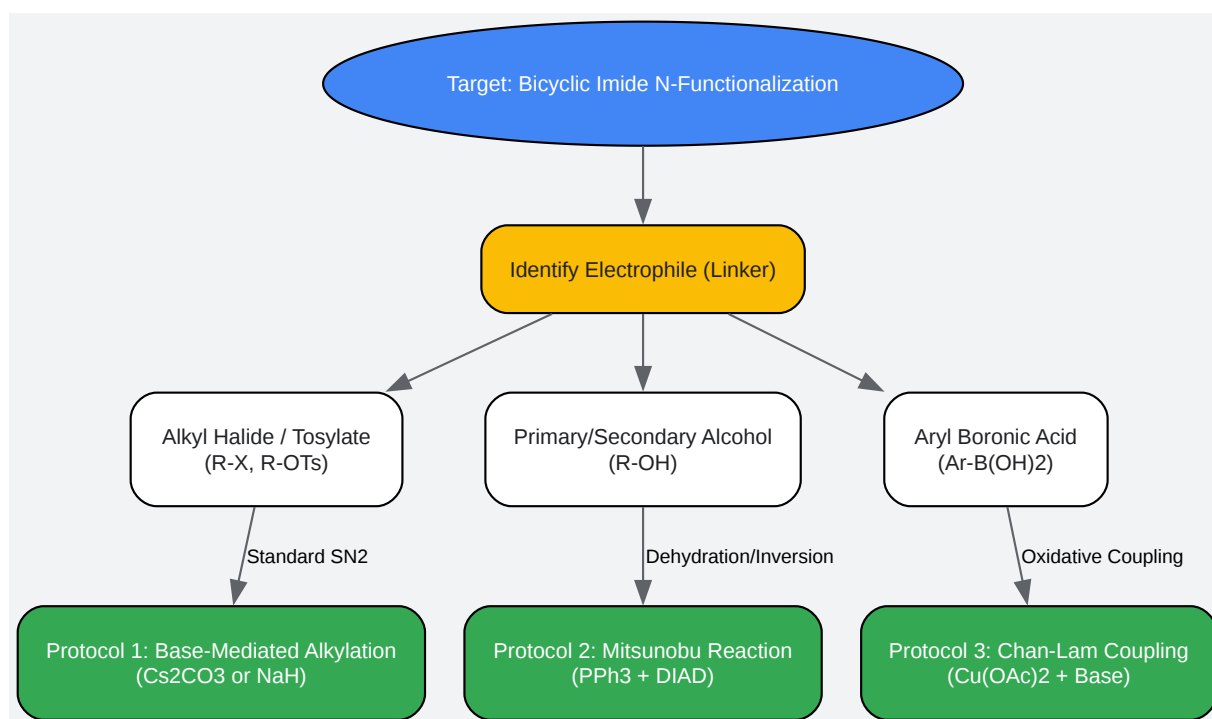 Target: Bicyclic Imide N-Functionalization
Identify Electrophile (Linker)
Alkyl Halide / Tosylate
(R-X, R-OTs)
Primary/Secondary Alcohol
(R-OH)
Aryl Boronic Acid
(Ar-B(OH)2)
Standard SN2
Dehydration/Inversion
Oxidative Coupling
Protocol 1: Base-Mediated Alkylation
(Cs2CO3 or NaH)
Protocol 2: Mitsunobu Reaction
(PPh3 + DIAD)
Protocol 3: Chan-Lam Coupling
(Cu(OAc)2 + Base)